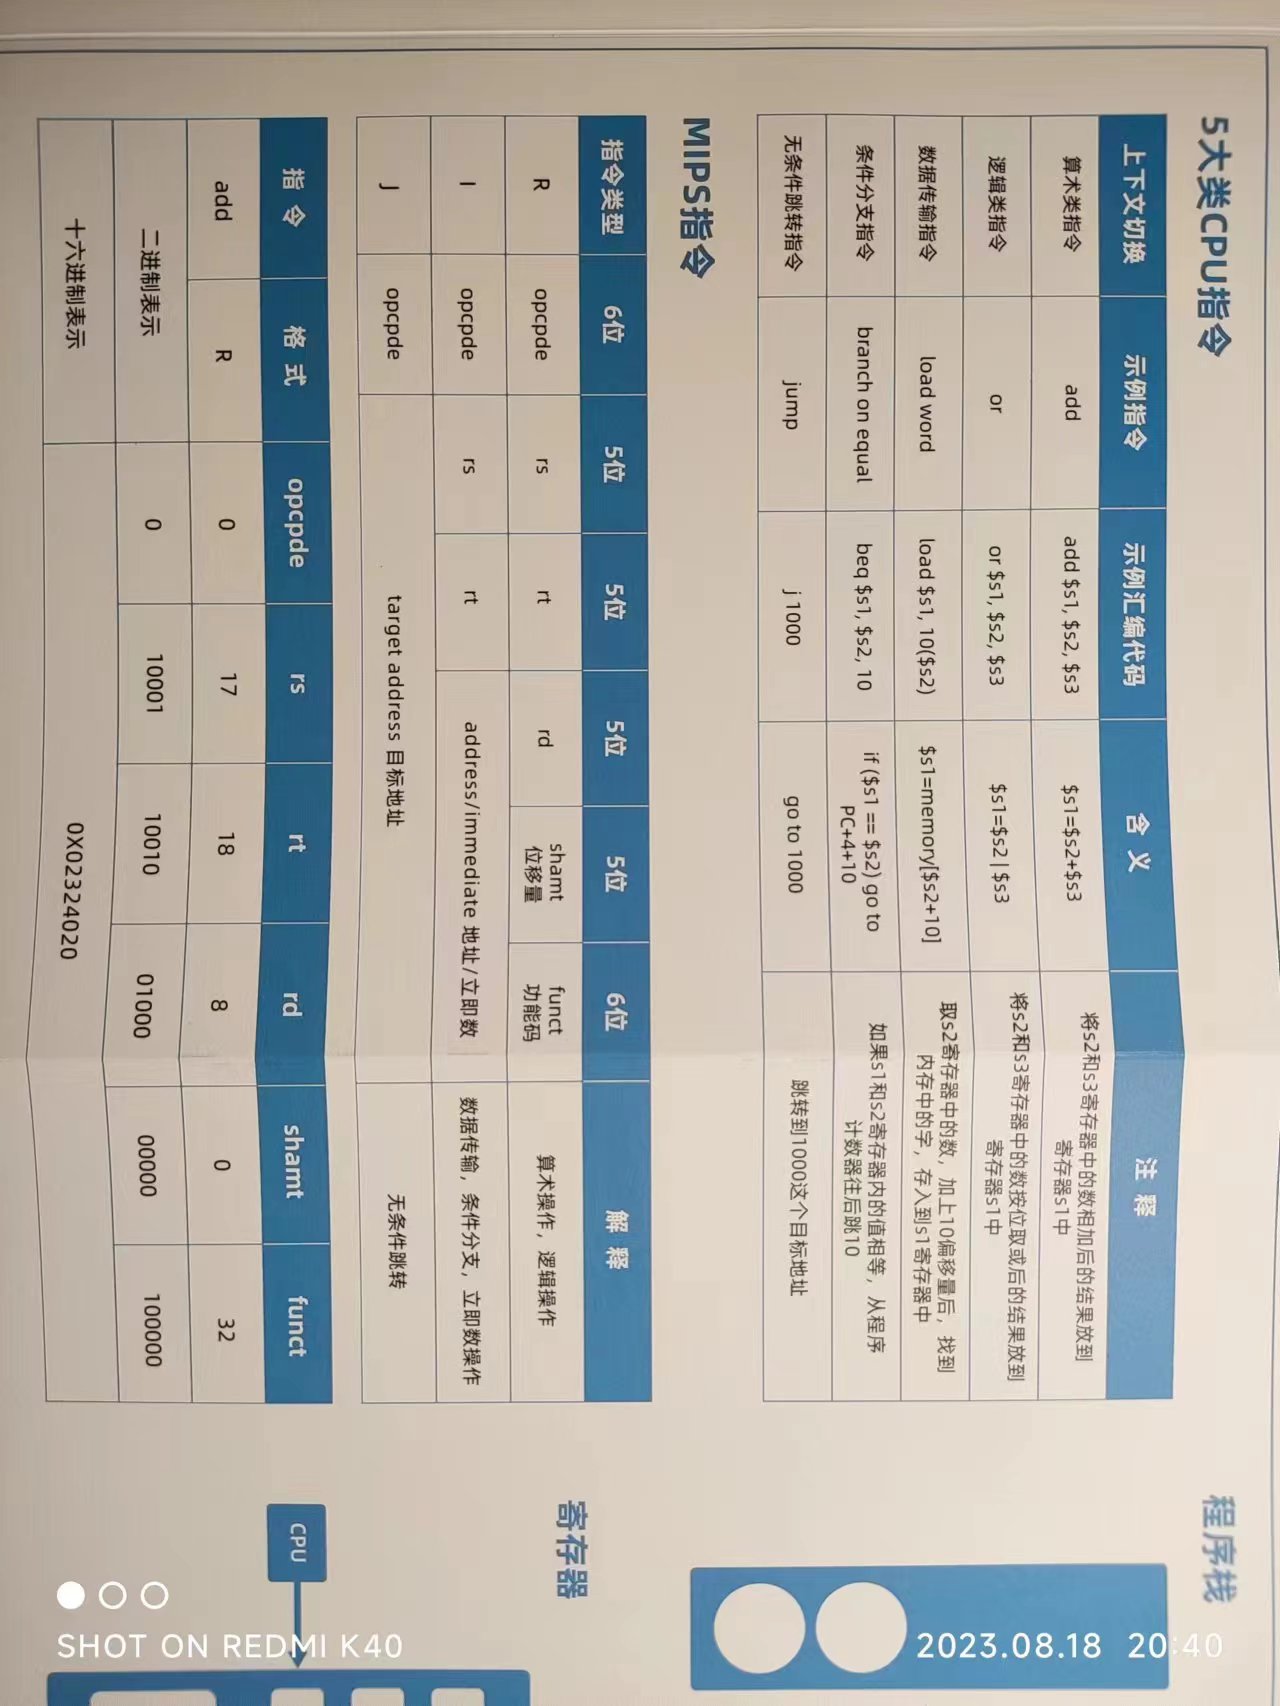 5大类CPU指令
上下文切换 示例指令 示例汇编代码 含 义 注 释
算术类指令 add add $s1, $s2, $s3 $s1=$s2+$s3 将s2和s3寄存器中的数相加后的结果放到
寄存器s1中
逻辑类指令 or or $s1, $s2, $s3 $s1=$s2 | $s3 将s2和s3寄存器中的数按位取或后的结果放到
寄存器s1中
数据传输指令 load word load $s1, 10($s2) $s1=memory[$s2+10] 取s2寄存器中的数，加上10偏移量后，找到
内存中的字，存入到s1寄存器中
条件分支指令 branch on equal beq $s1, $s2, 10 if ($s1 == $s2) go to
PC+4+10
如果s1和s2寄存器内的值相等，从程序
计数器往后跳10
无条件跳转指令 jump j 1000 go to 1000 跳转到1000这个目标地址
MIPS指令
指令类型 6位 5位 5位 5位 5位 6位 解 释
R opcpde rs rt rd shamt
位移量
funct
功能码
算术操作，逻辑操作
I opcpde rs rt address/immediate 地址/立即数 数据传输，条件分支，立即数操作
J opcpde target address 目标地址 无条件跳转
指 令 格 式 opcpde rs rt rd shamt funct
add R 0 17 18 8 0 32
二进制表示 0 10001 10010 01000 00000 100000
十六进制表示 0X02324020
程序栈
寄存器
CPU
SHOT ON REDMI K40
2023.08.18 20:40